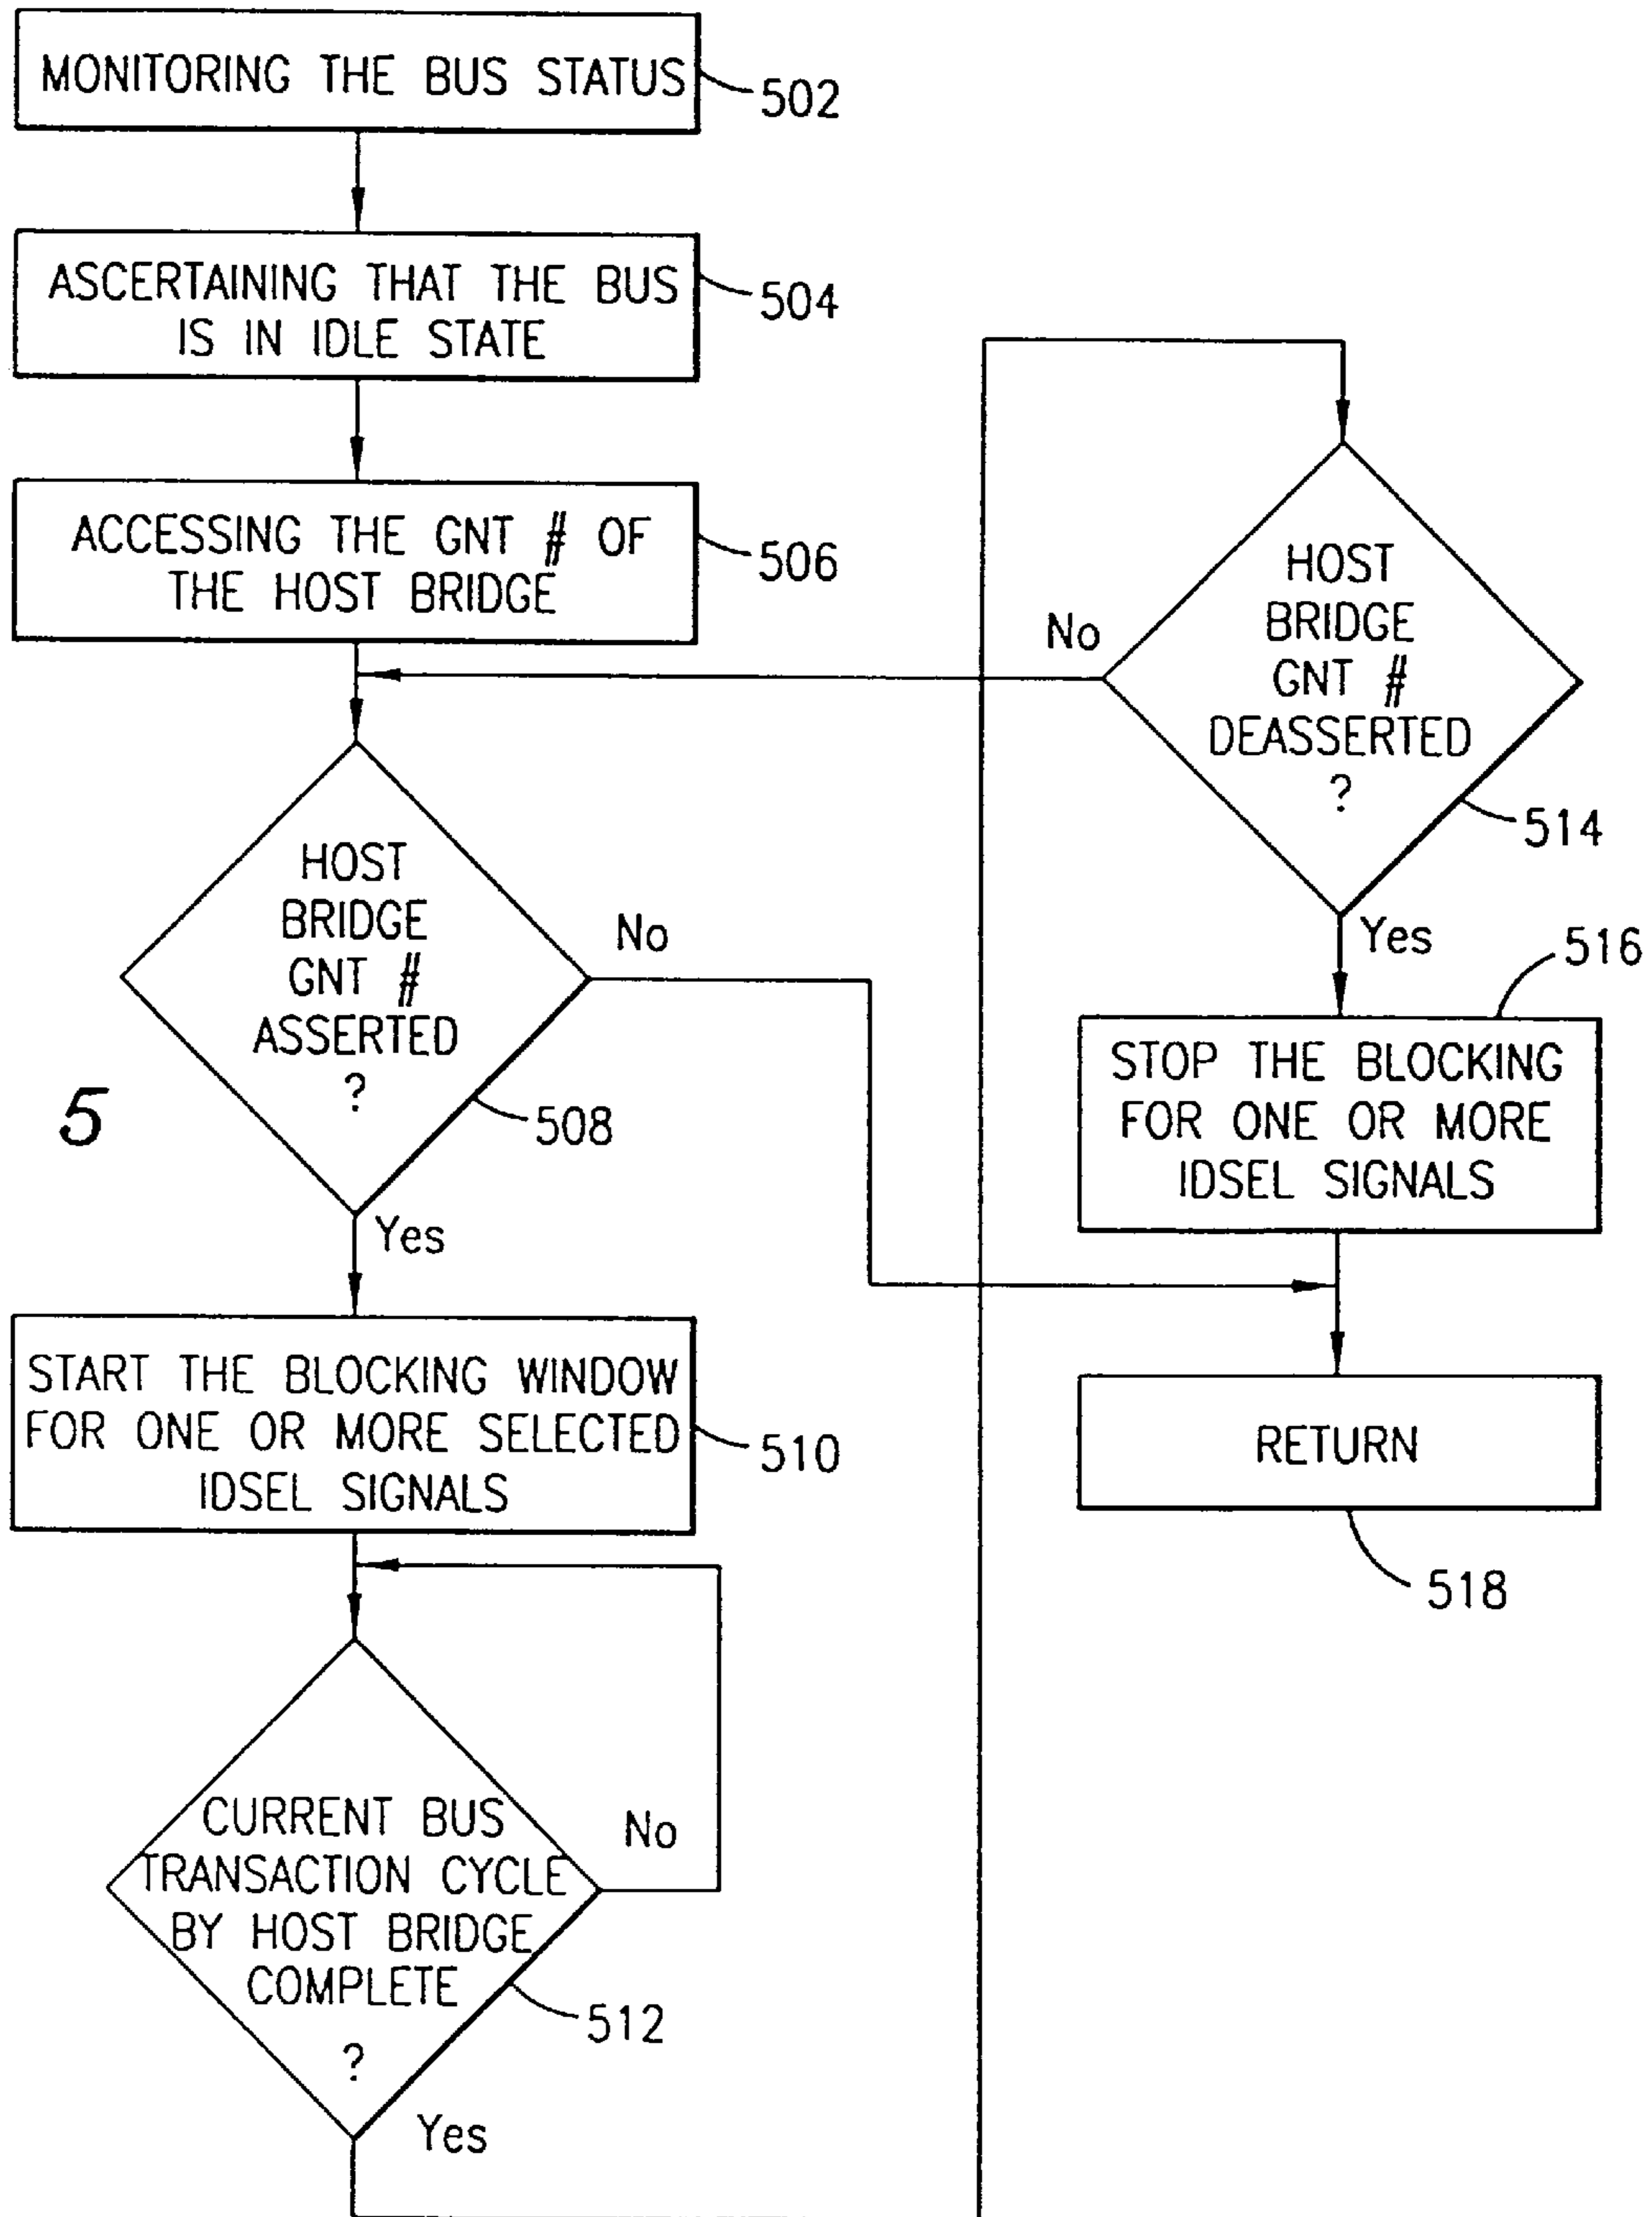 MONITORING THE BUS STATUS
502
ASCERTAINING THAT THE BUS
IS IN IDLE STATE
504
ACCESSING THE GNT # OF
THE HOST BRIDGE
506
HOST
BRIDGE
GNT #
ASSERTED
?
508
No
Yes
5
START THE BLOCKING WINDOW
FOR ONE OR MORE SELECTED
IDSEL SIGNALS
510
CURRENT BUS
TRANSACTION CYCLE
BY HOST BRIDGE
COMPLETE
?
512
No
Yes
HOST
BRIDGE
GNT #
DEASSERTED
?
514
No
Yes
516
STOP THE BLOCKING
FOR ONE OR MORE
IDSEL SIGNALS
RETURN
518